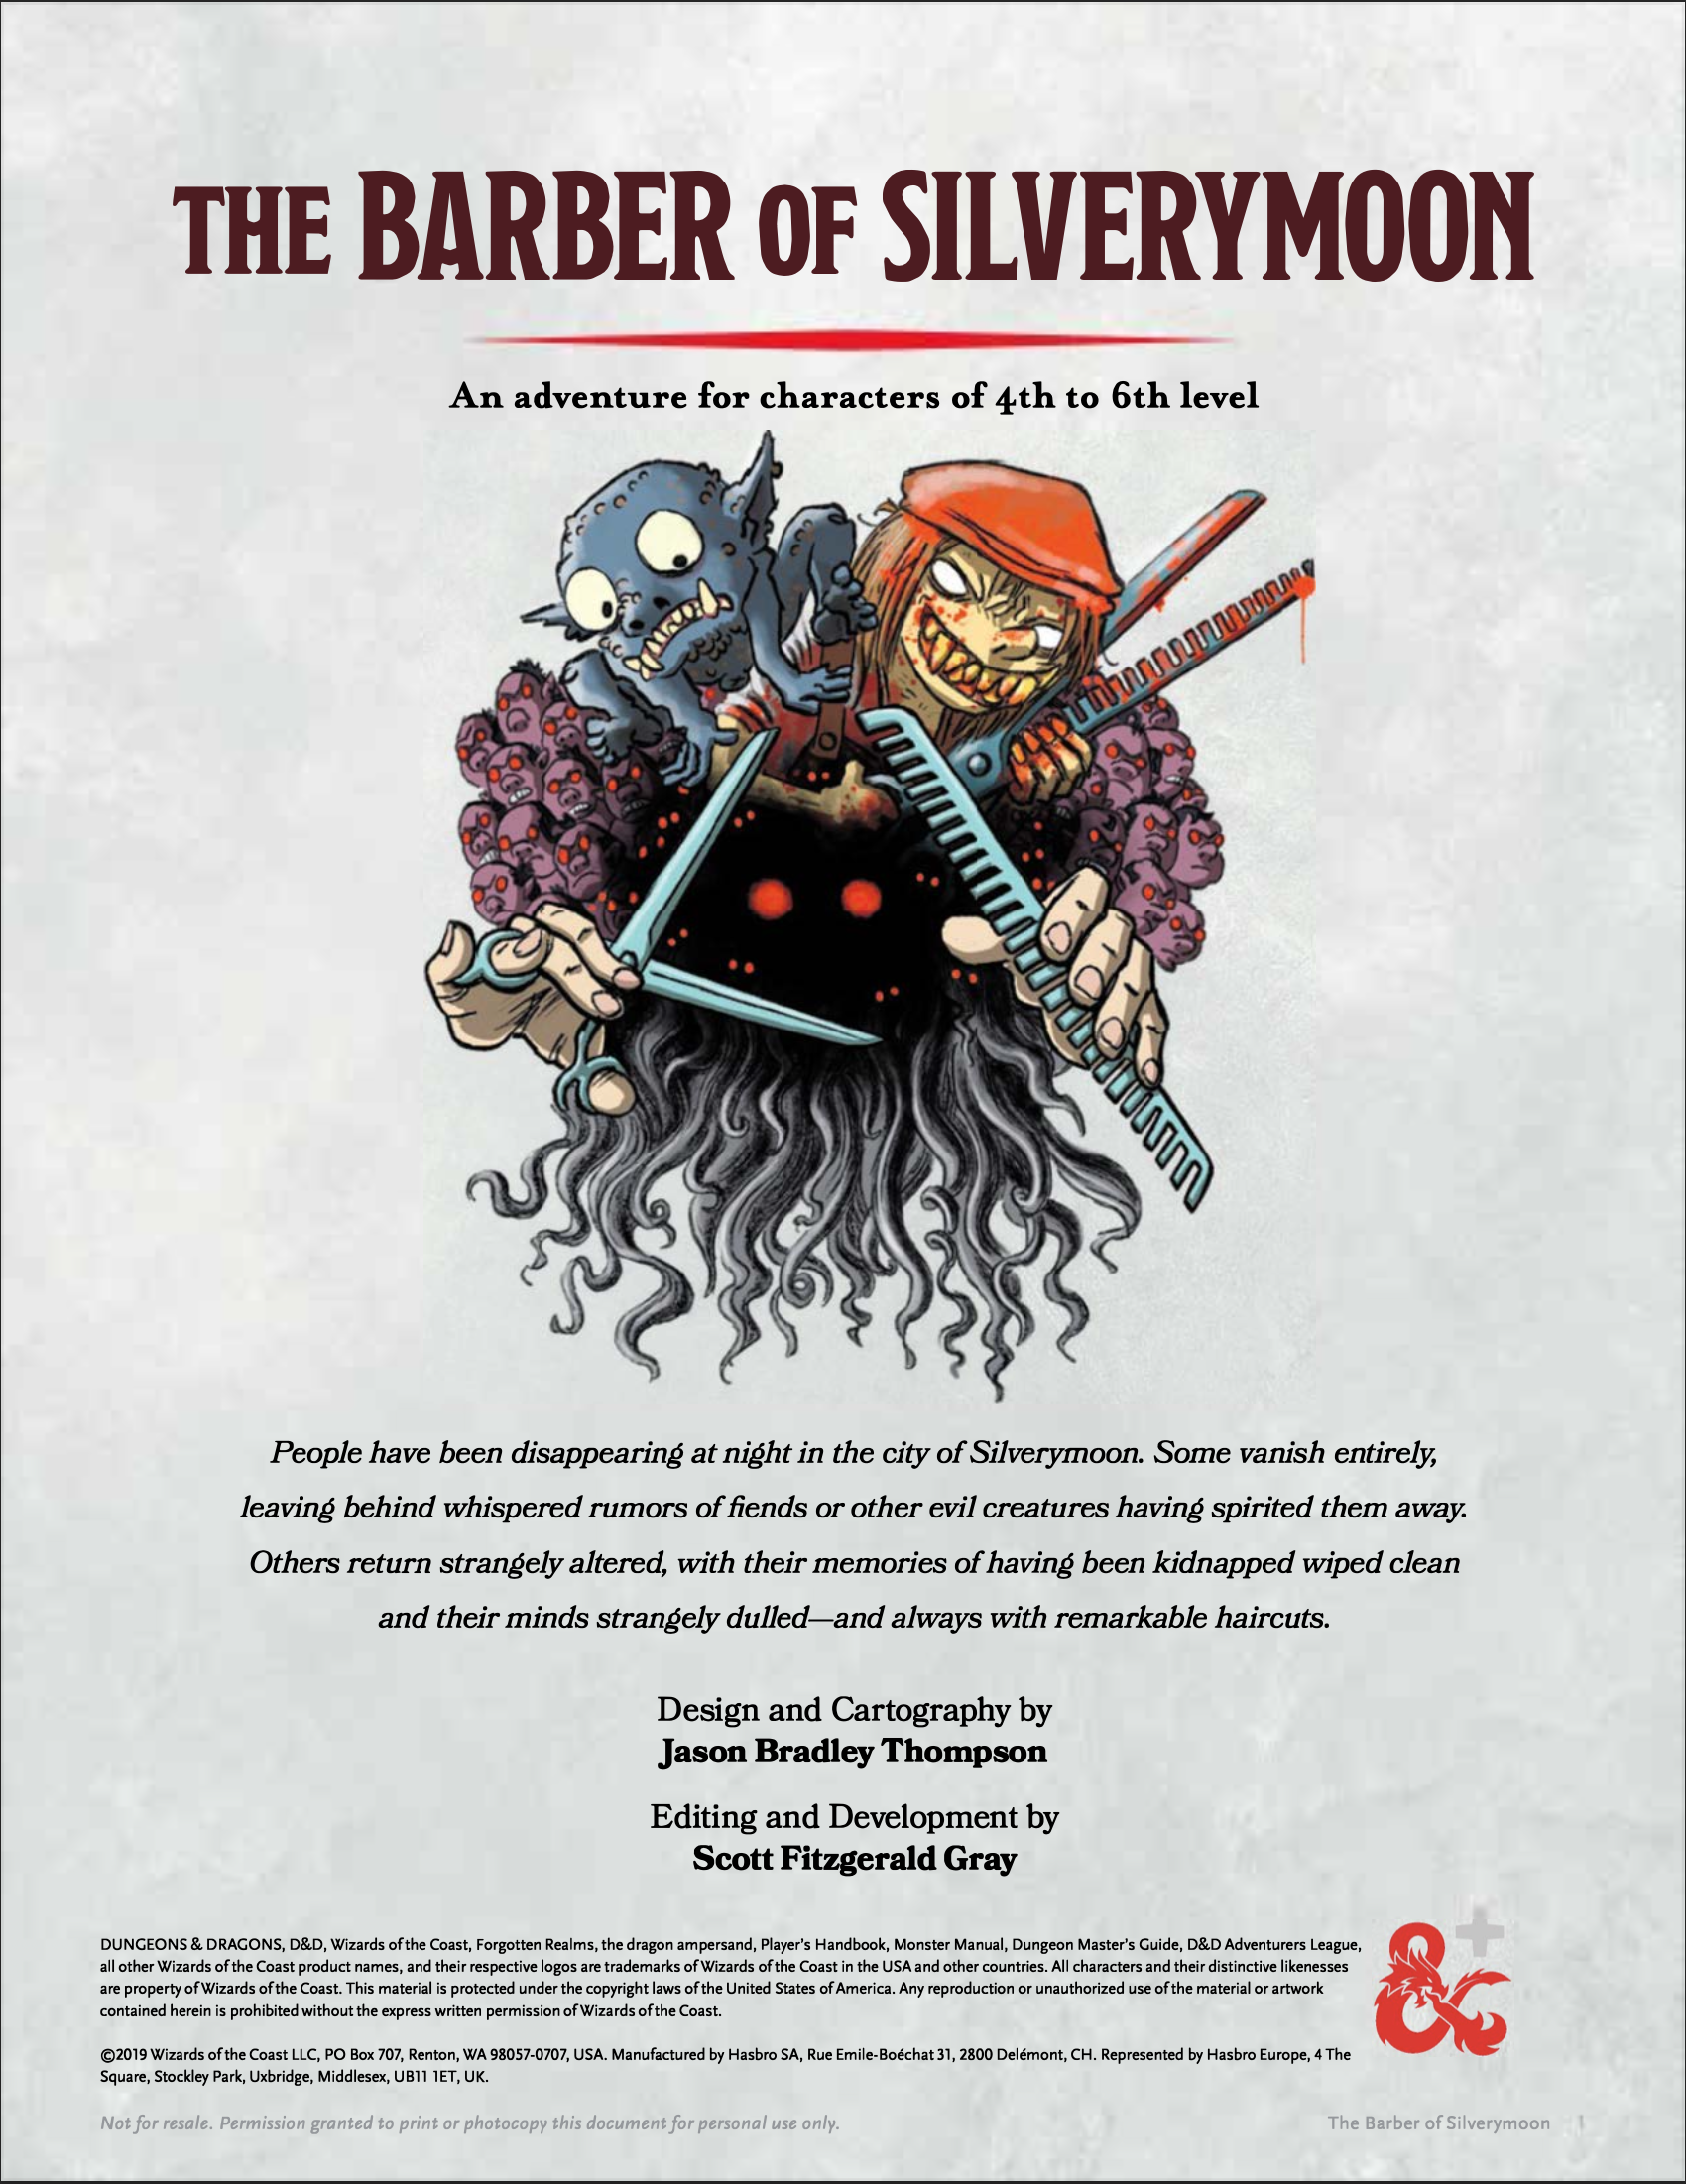 THE BARBER OF SILVERYMOON
An adventure for characters of 4th to 6th level
People have been disappearing at night in the city of Silverymoon. Some vanish entirely,
leaving behind whispered rumors of fiends or other evil creatures having spirited them away.
Others return strangely altered, with their memories of having been kidnapped wiped clean
and their minds strangely dulled—and always with remarkable haircuts.
Design and Cartography by
Jason Bradley Thompson
Editing and Development by
Scott Fitzgerald Gray
DUNGEONS & DRAGONS, D&D, Wizards of the Coast, Forgotten Realms, the dragon ampersand, Player's Handbook, Monster Manual, Dungeon Master's Guide, D&D Adventurers League,
all other Wizards of the Coast product names, and their respective logos are trademarks of Wizards of the Coast in the USA and other countries. All characters and their distinctive likenesses
are property of Wizards of the Coast. This material is protected under the copyright laws of the United States of America. Any reproduction or unauthorized use of the material or artwork
contained herein is prohibited without the express written permission of Wizards of the Coast.
©2019 Wizards of the Coast LLC, PO Box 707, Renton, WA 98057-0707, USA. Manufactured by Hasbro SA, Rue Emile-Boéchat 31, 2800 Delémont, CH. Represented by Hasbro Europe, 4 The
Square, Stockley Park, Uxbridge, Middlesex, UB11 1ET, UK.
&+
Not for resale. Permission granted to print or photocopy this document for personal use only.
The Barber of Silverymoon 1